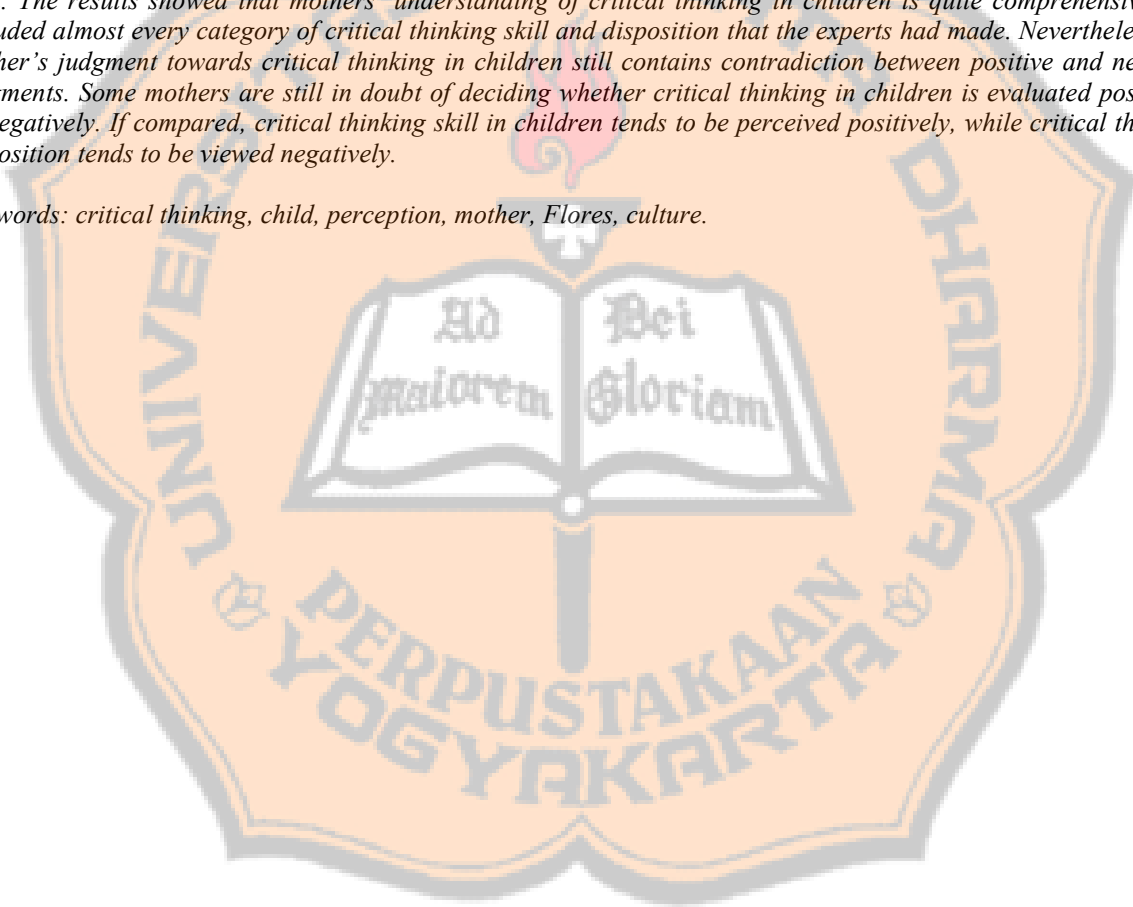 . The results showed that mothers' understanding of critical thinking in children is quite comprehensiv
uded almost every category of critical thinking skill and disposition that the experts had made. Neverthele
her's judgment towards critical thinking in children still contains contradiction between positive and ne
ments. Some mothers are still in doubt of deciding whether critical thinking in children is evaluated pos
egatively. If compared, critical thinking skill in children tends to be perceived positively, while critical th
osition tends to be viewed negatively.
words: critical thinking, child, perception, mother, Flores, culture.
UNIVERSITA
TA DHARMA
Ad Dei
maiorem Gloriam
PERPUSTAKAAN
YOGYAKARTA